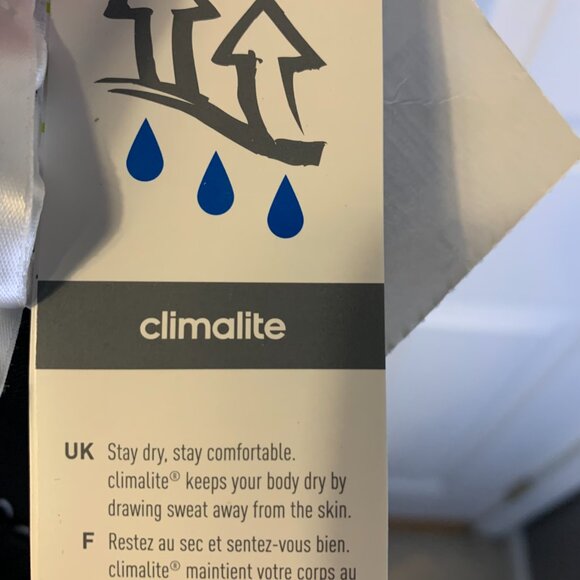 climalite
UK Stay dry, stay comfortable.
climalite® keeps your body dry by
drawing sweat away from the skin.
F Restez au sec et sentez-vous bien.
climalite® maintient votre corps au